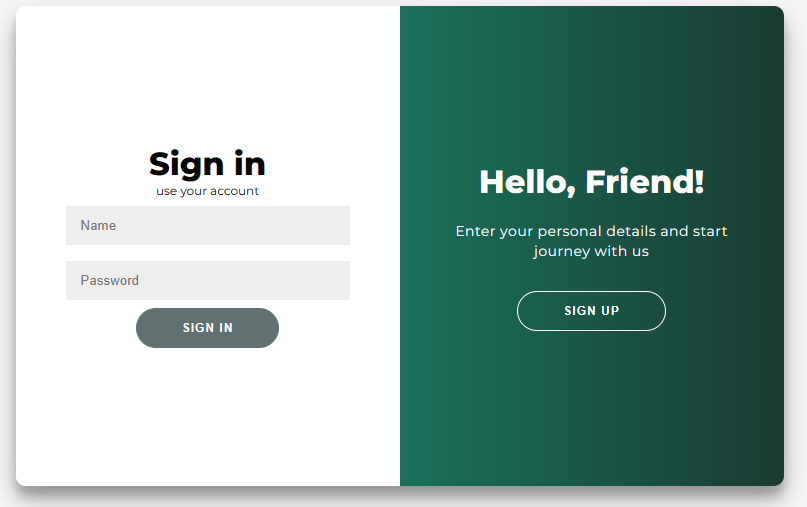 Sign in
use your account
Name
Password
SIGN IN
Hello, Friend!
Enter your personal details and start
journey with us
SIGN UP